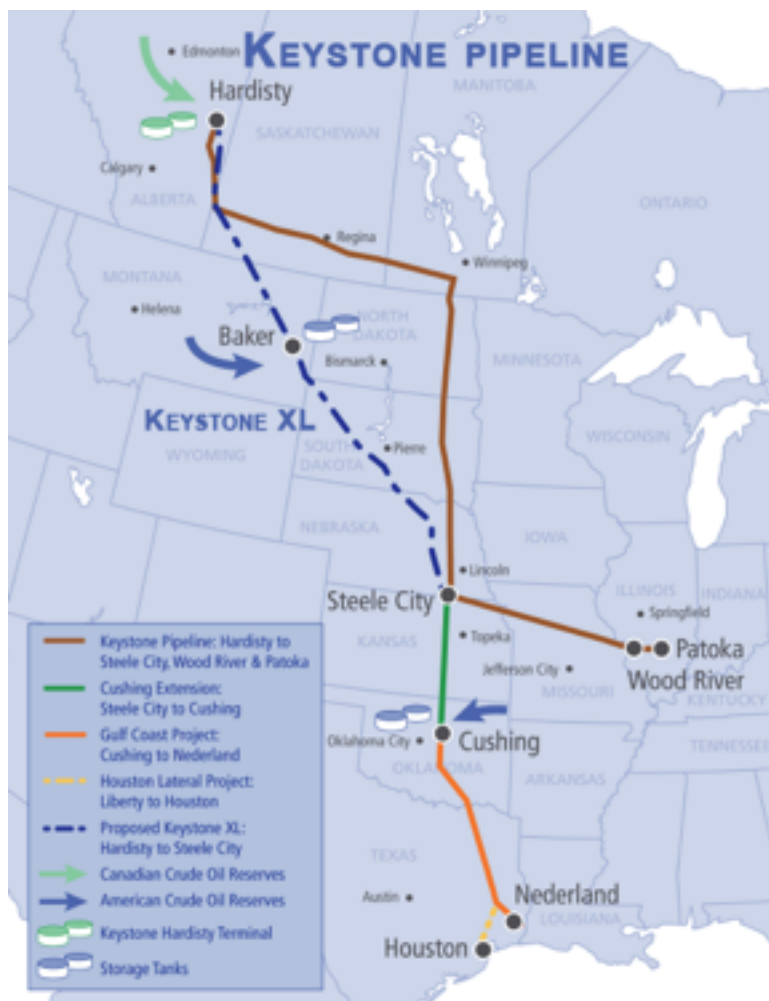 KEYSTONE PIPELINE
Edmonton
Hardisty
MANITOBA
SASKATCHEWAN
Calgary
ALBERTA
ONTARIO
Regina
Winnipeg
MONTANA
Helena
NORTH
DAKOTA
Baker
Bismarck
MINNESOTA
KEYSTONE XL
WISCONSIN
WYOMING
SOUTH
DAKOTA
Pierre
NEBRASKA
IOWA
Lincoln
Steele City
ILLINOIS
INDIANA
Springfield
KANSAS
Topeka
Patoka
Jefferson City
Wood River
MISSOURI
KENTUCKY
Oklahoma City
Cushing
TENNESSEE
OKLAHOMA
ARKANSAS
TEXAS
Austin
Nederland
LOUISIANA
Houston
Keystone Pipeline: Hardisty to
Steele City, Wood River & Patoka
Cushing Extension:
Steele City to Cushing
Gulf Coast Project:
Cushing to Nederland
Houston Lateral Project:
Liberty to Houston
Proposed Keystone XL:
Hardisty to Steele City
Canadian Crude Oil Reserves
American Crude Oil Reserves
Keystone Hardisty Terminal
Storage Tanks